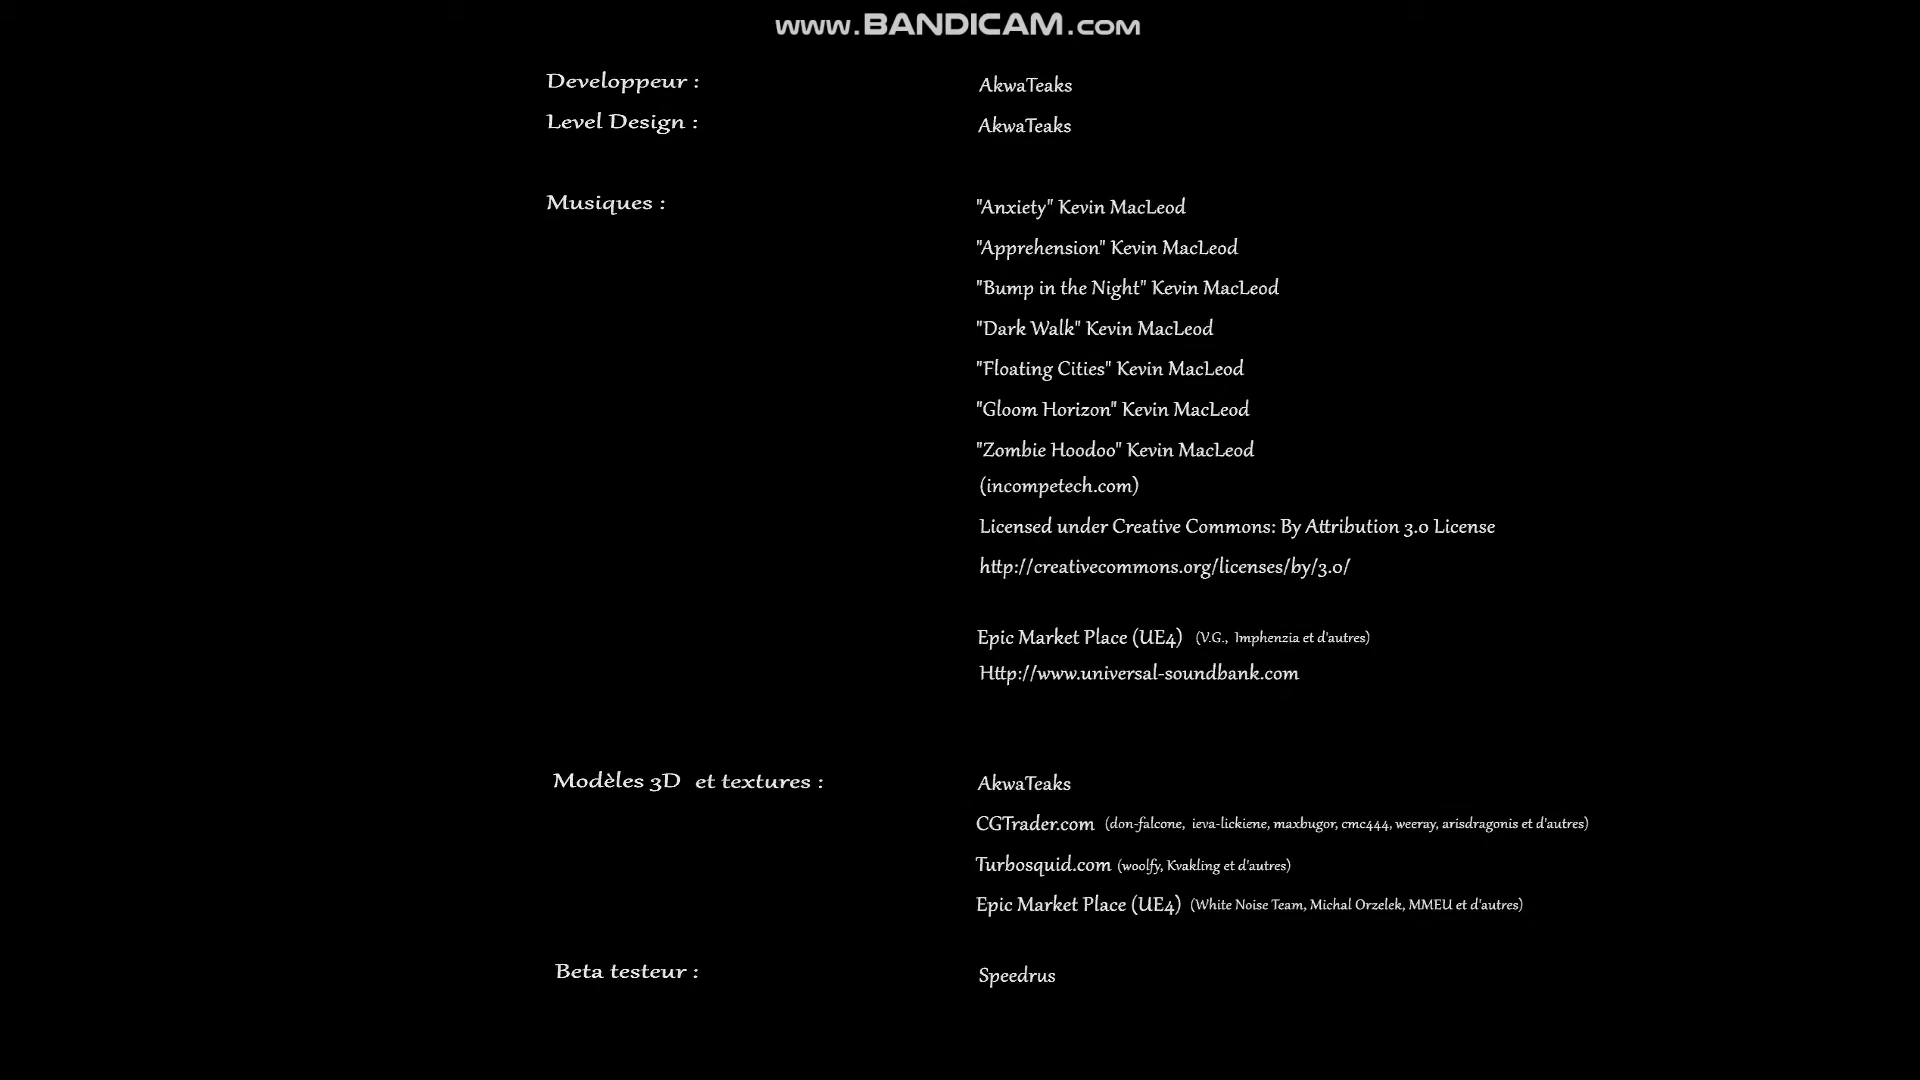 www.BANDICAM.com
Developpeur : AkwaTeaks
Level Design : AkwaTeaks
Musiques : "Anxiety" Kevin MacLeod
"Apprehension" Kevin MacLeod
"Bump in the Night" Kevin MacLeod
"Dark Walk" Kevin MacLeod
"Floating Cities" Kevin MacLeod
"Gloom Horizon" Kevin MacLeod
"Zombie Hoodoo" Kevin MacLeod
(incompetech.com)
Licensed under Creative Commons: By Attribution 3.0 License
http://creativecommons.org/licenses/by/3.0/
Epic Market Place (UE4) (V.G., Imphenzia et d'autres)
Http://www.universal-soundbank.com
Modèles 3D et textures : AkwaTeaks
CGTrader.com (don-falcone, ieva-lickiene, maxbugor, cmc444, weeray, arisdragonis et d'autres)
Turbosquid.com (woolfy, Kvakling et d'autres)
Epic Market Place (UE4) (White Noise Team, Michal Orzelek, MMEU et d'autres)
Beta testeur : Speedrus